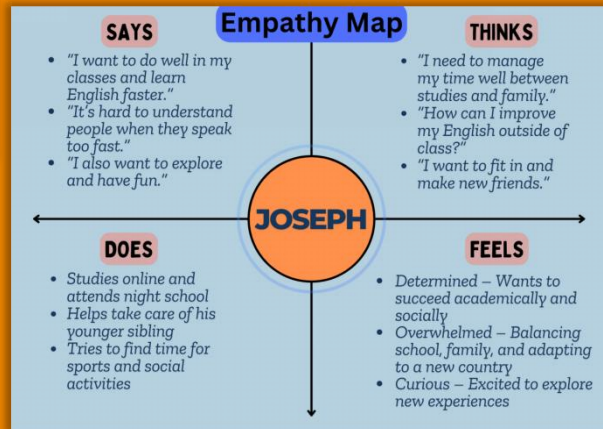 Empathy Map
SAYS
• "I want to do well in my
classes and learn
English faster."
• "It's hard to understand
people when they speak
too fast."
• "I also want to explore
and have fun."
THINKS
• "I need to manage
my time well between
studies and family."
• "How can I improve
my English outside of
class?"
• "I want to fit in and
make new friends."
JOSEPH
DOES
• Studies online and
attends night school
• Helps take care of his
younger sibling
• Tries to find time for
sports and social
activities
FEELS
• Determined – Wants to
succeed academically and
socially
• Overwhelmed – Balancing
school, family, and adapting
to a new country
• Curious – Excited to explore
new experiences